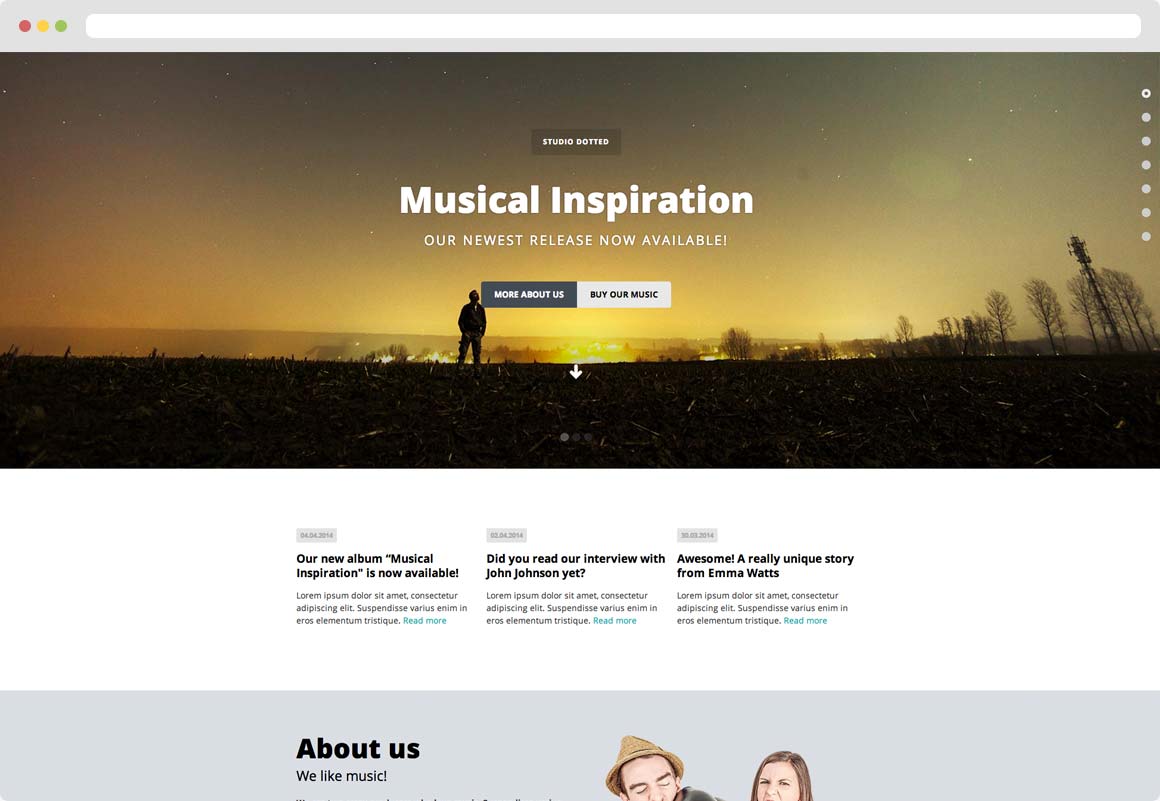 STUDIO DOTTED
Musical Inspiration
OUR NEWEST RELEASE NOW AVAILABLE!
MORE ABOUT US
BUY OUR MUSIC
04.04.2014
Our new album “Musical
Inspiration" is now available!
Lorem ipsum dolor sit amet, consectetur
adipiscing elit. Suspendisse varius enim in
eros elementum tristique. Read more
02.04.2014
Did you read our interview with
John Johnson yet?
Lorem ipsum dolor sit amet, consectetur
adipiscing elit. Suspendisse varius enim in
eros elementum tristique. Read more
30.03.2014
Awesome! A really unique story
from Emma Watts
Lorem ipsum dolor sit amet, consectetur
adipiscing elit. Suspendisse varius enim in
eros elementum tristique. Read more
About us
We like music!